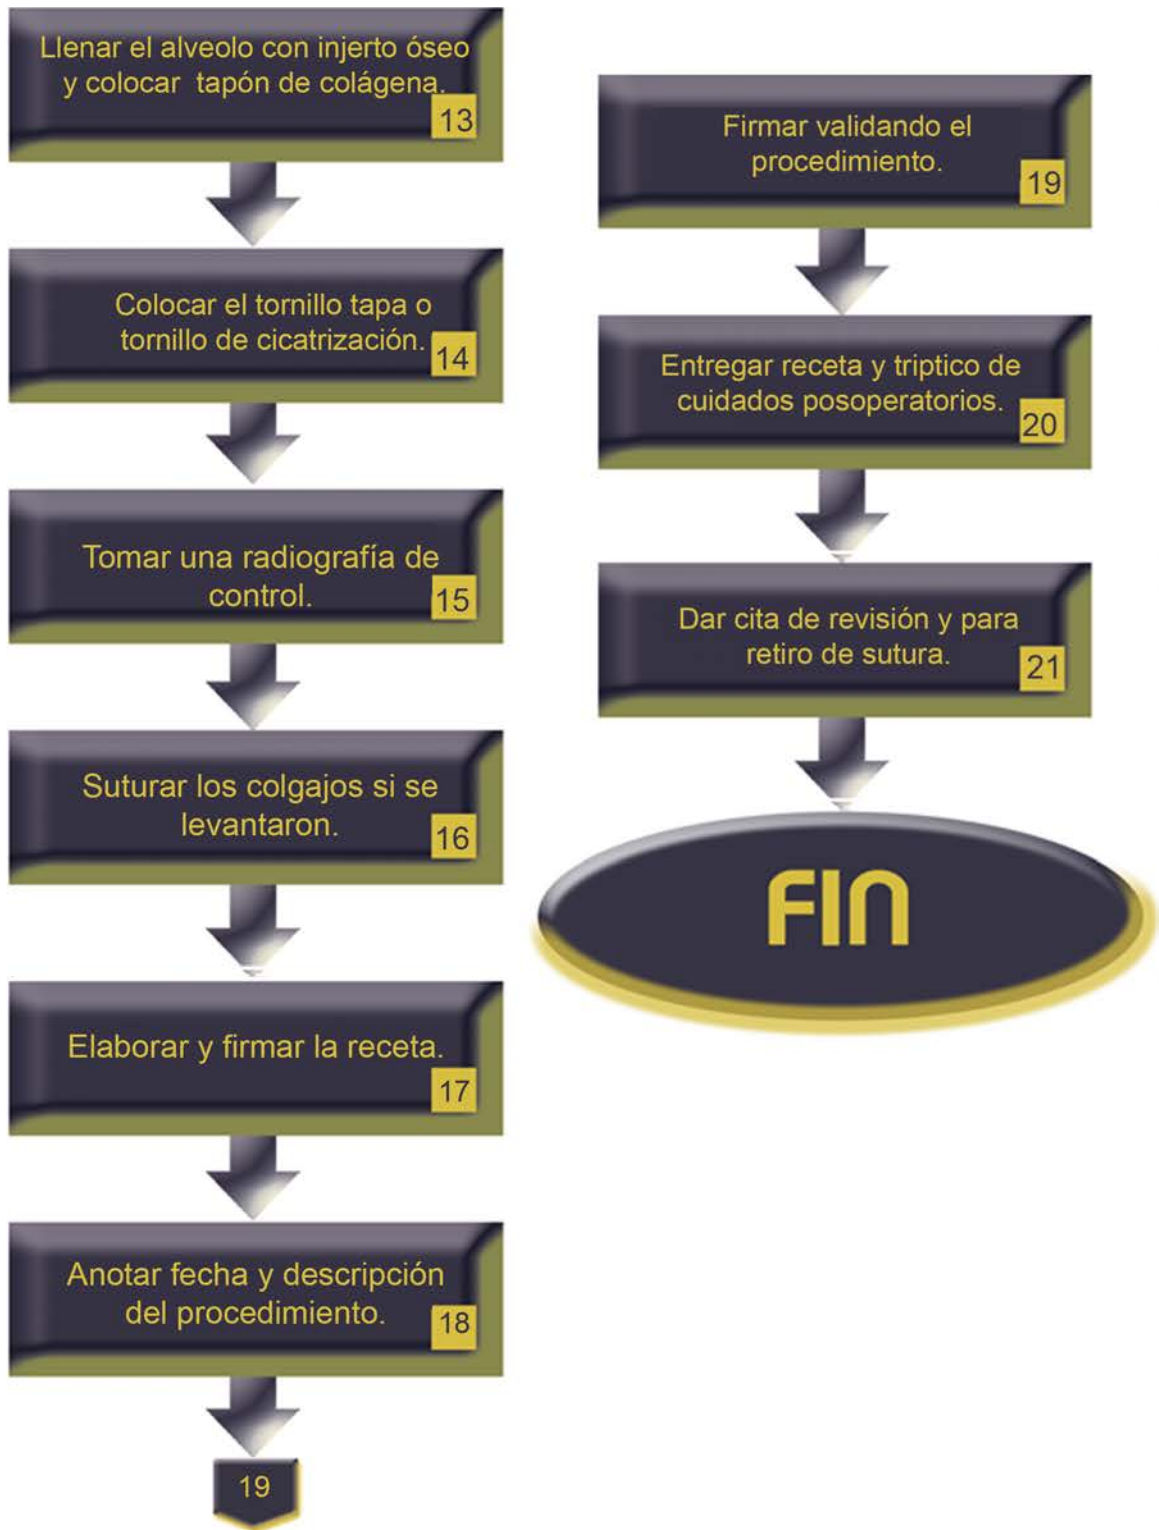 Llenar el alveolo con injerto óseo
y colocar tapón de colágena.
13
Colocar el tornillo tapa o
tornillo de cicatrización.
14
Tomar una radiografía de
control.
15
Suturar los colgajos si se
levantaron.
16
Elaborar y firmar la receta.
17
Anotar fecha y descripción
del procedimiento.
18
19
Firmar validando el
procedimiento.
19
Entregar receta y triptico de
cuidados posoperatorios.
20
Dar cita de revisión y para
retiro de sutura.
21
FIN